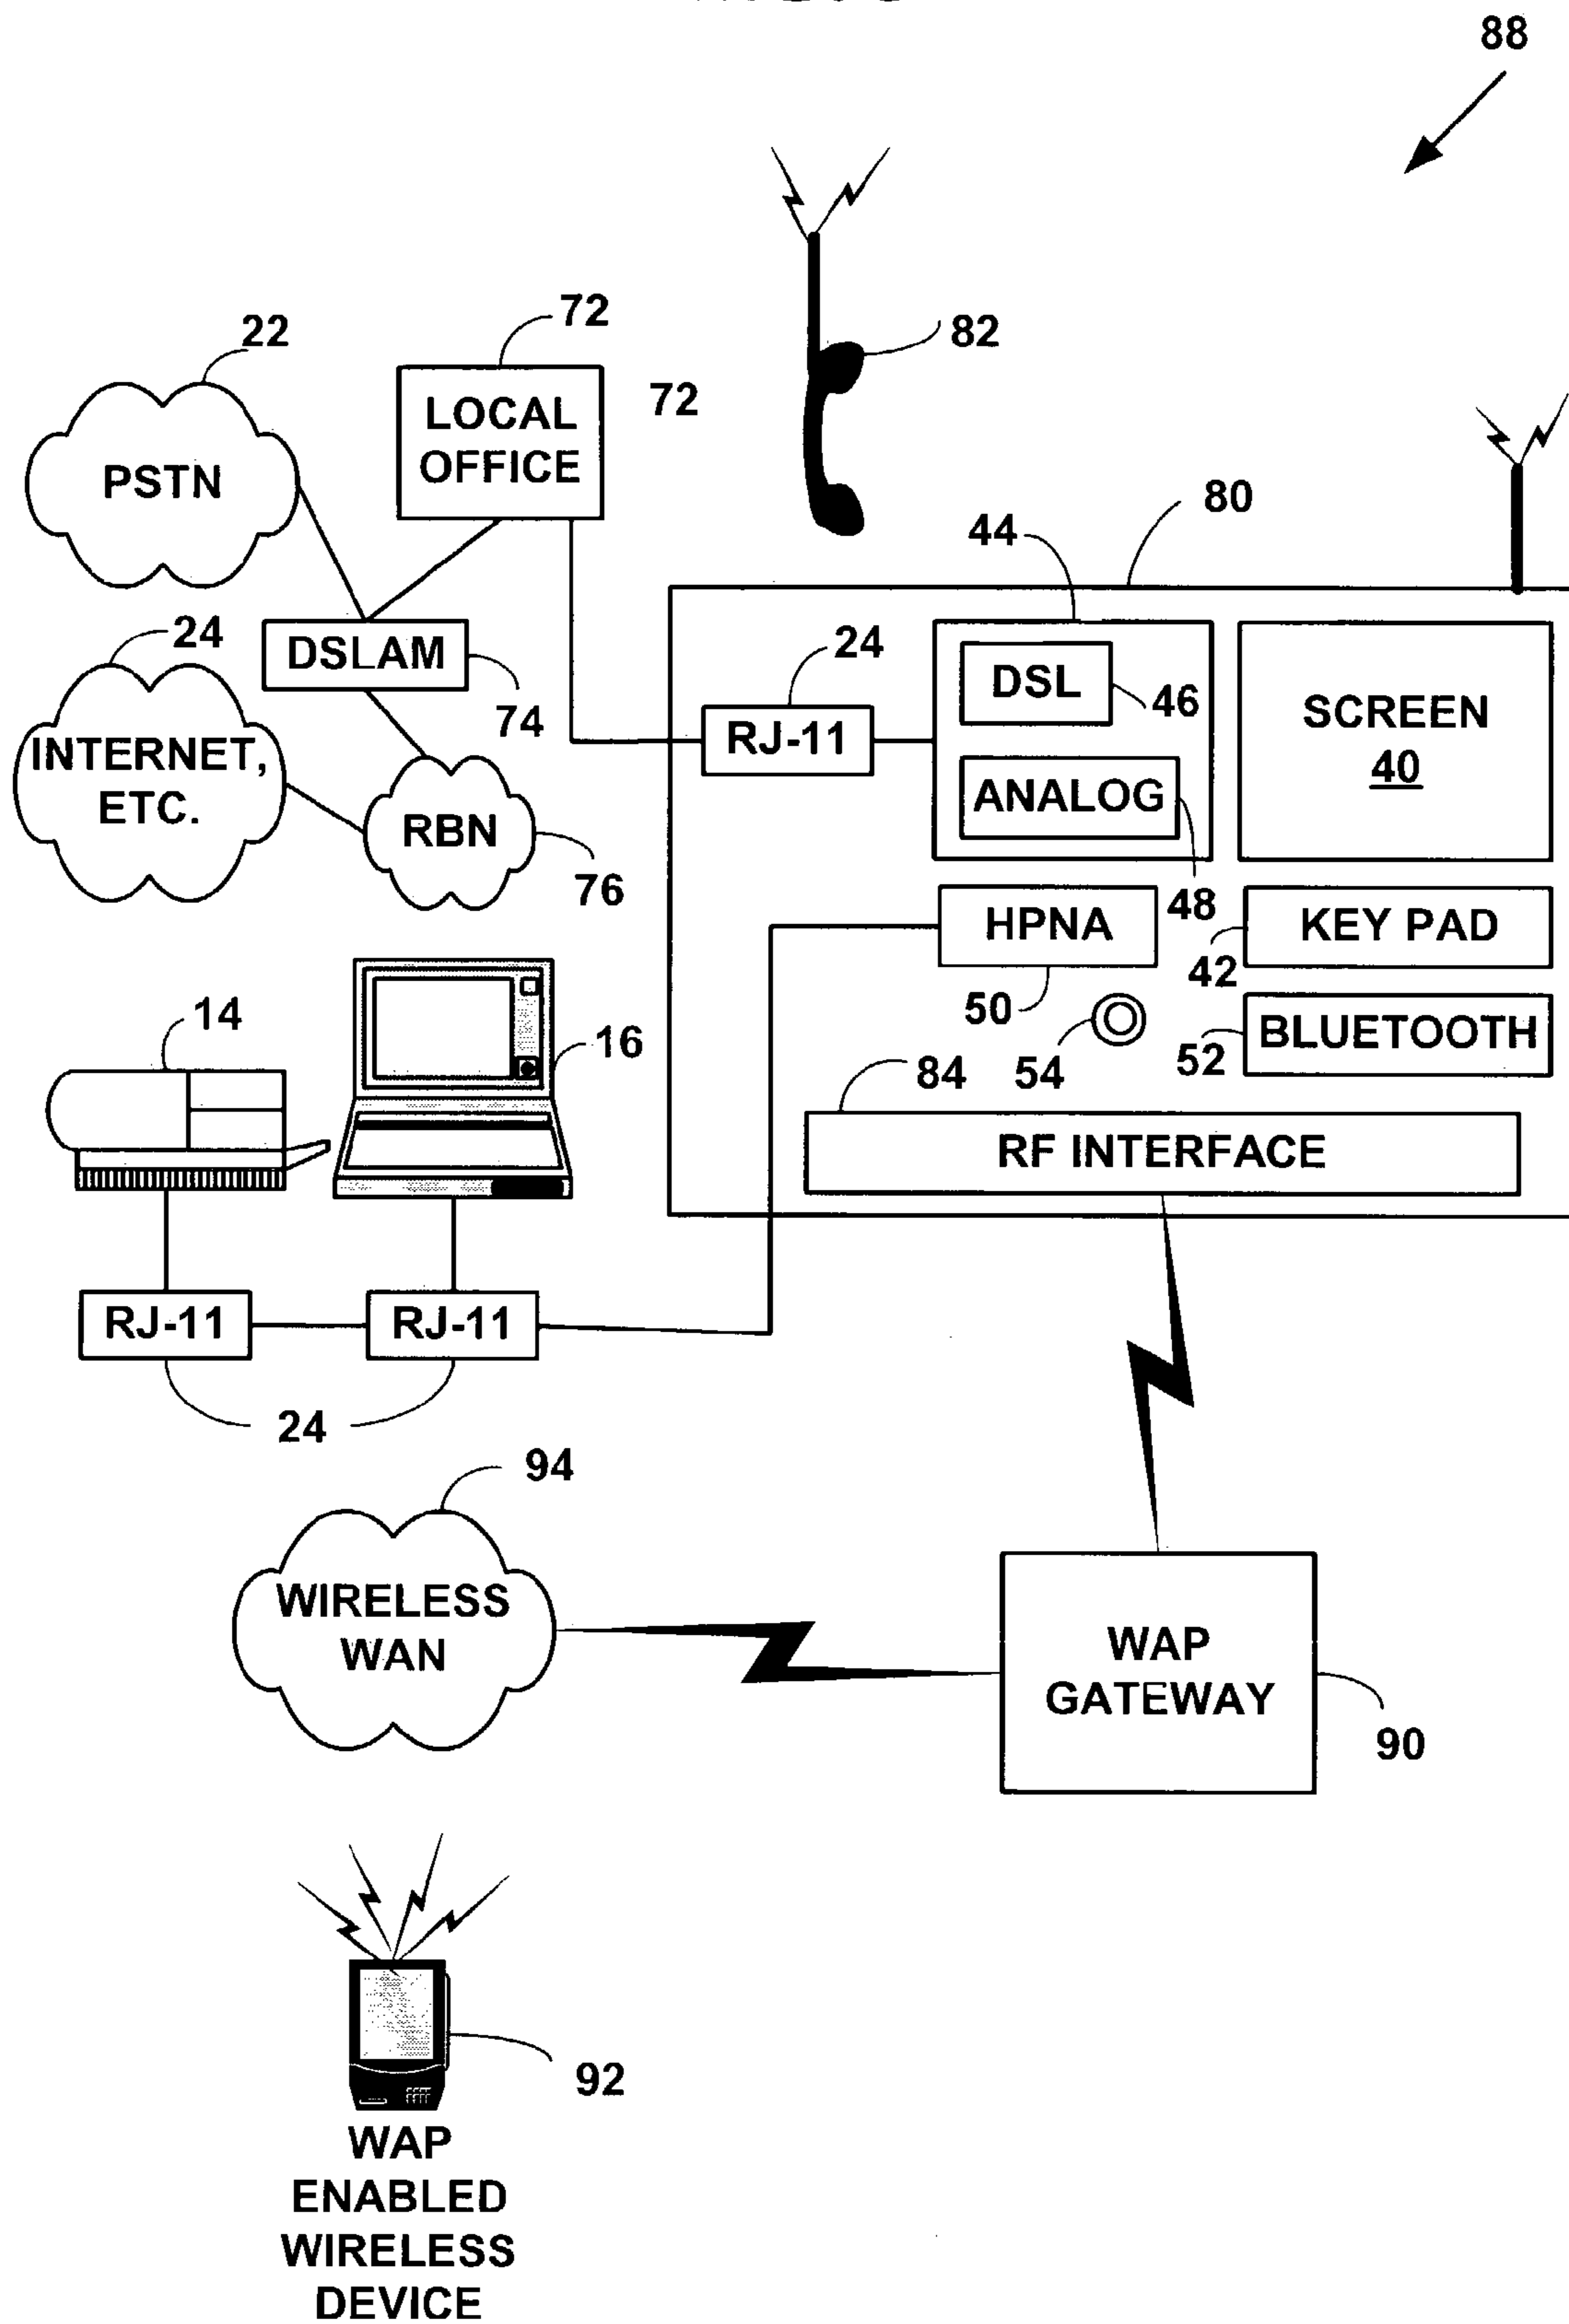 88
22
72
72
82
LOCAL
OFFICE
PSTN
80
44
24
DSLAM
74
24
DSL
46
SCREEN
40
RJ-11
INTERNET,
ETC.
ANALOG
RBN
76
48
HPNA
KEY PAD
42
50
14
16
54
52
BLUETOOTH
84
RF INTERFACE
RJ-11
RJ-11
24
94
WIRELESS
WAN
WAP
GATEWAY
90
92
WAP
ENABLED
WIRELESS
DEVICE